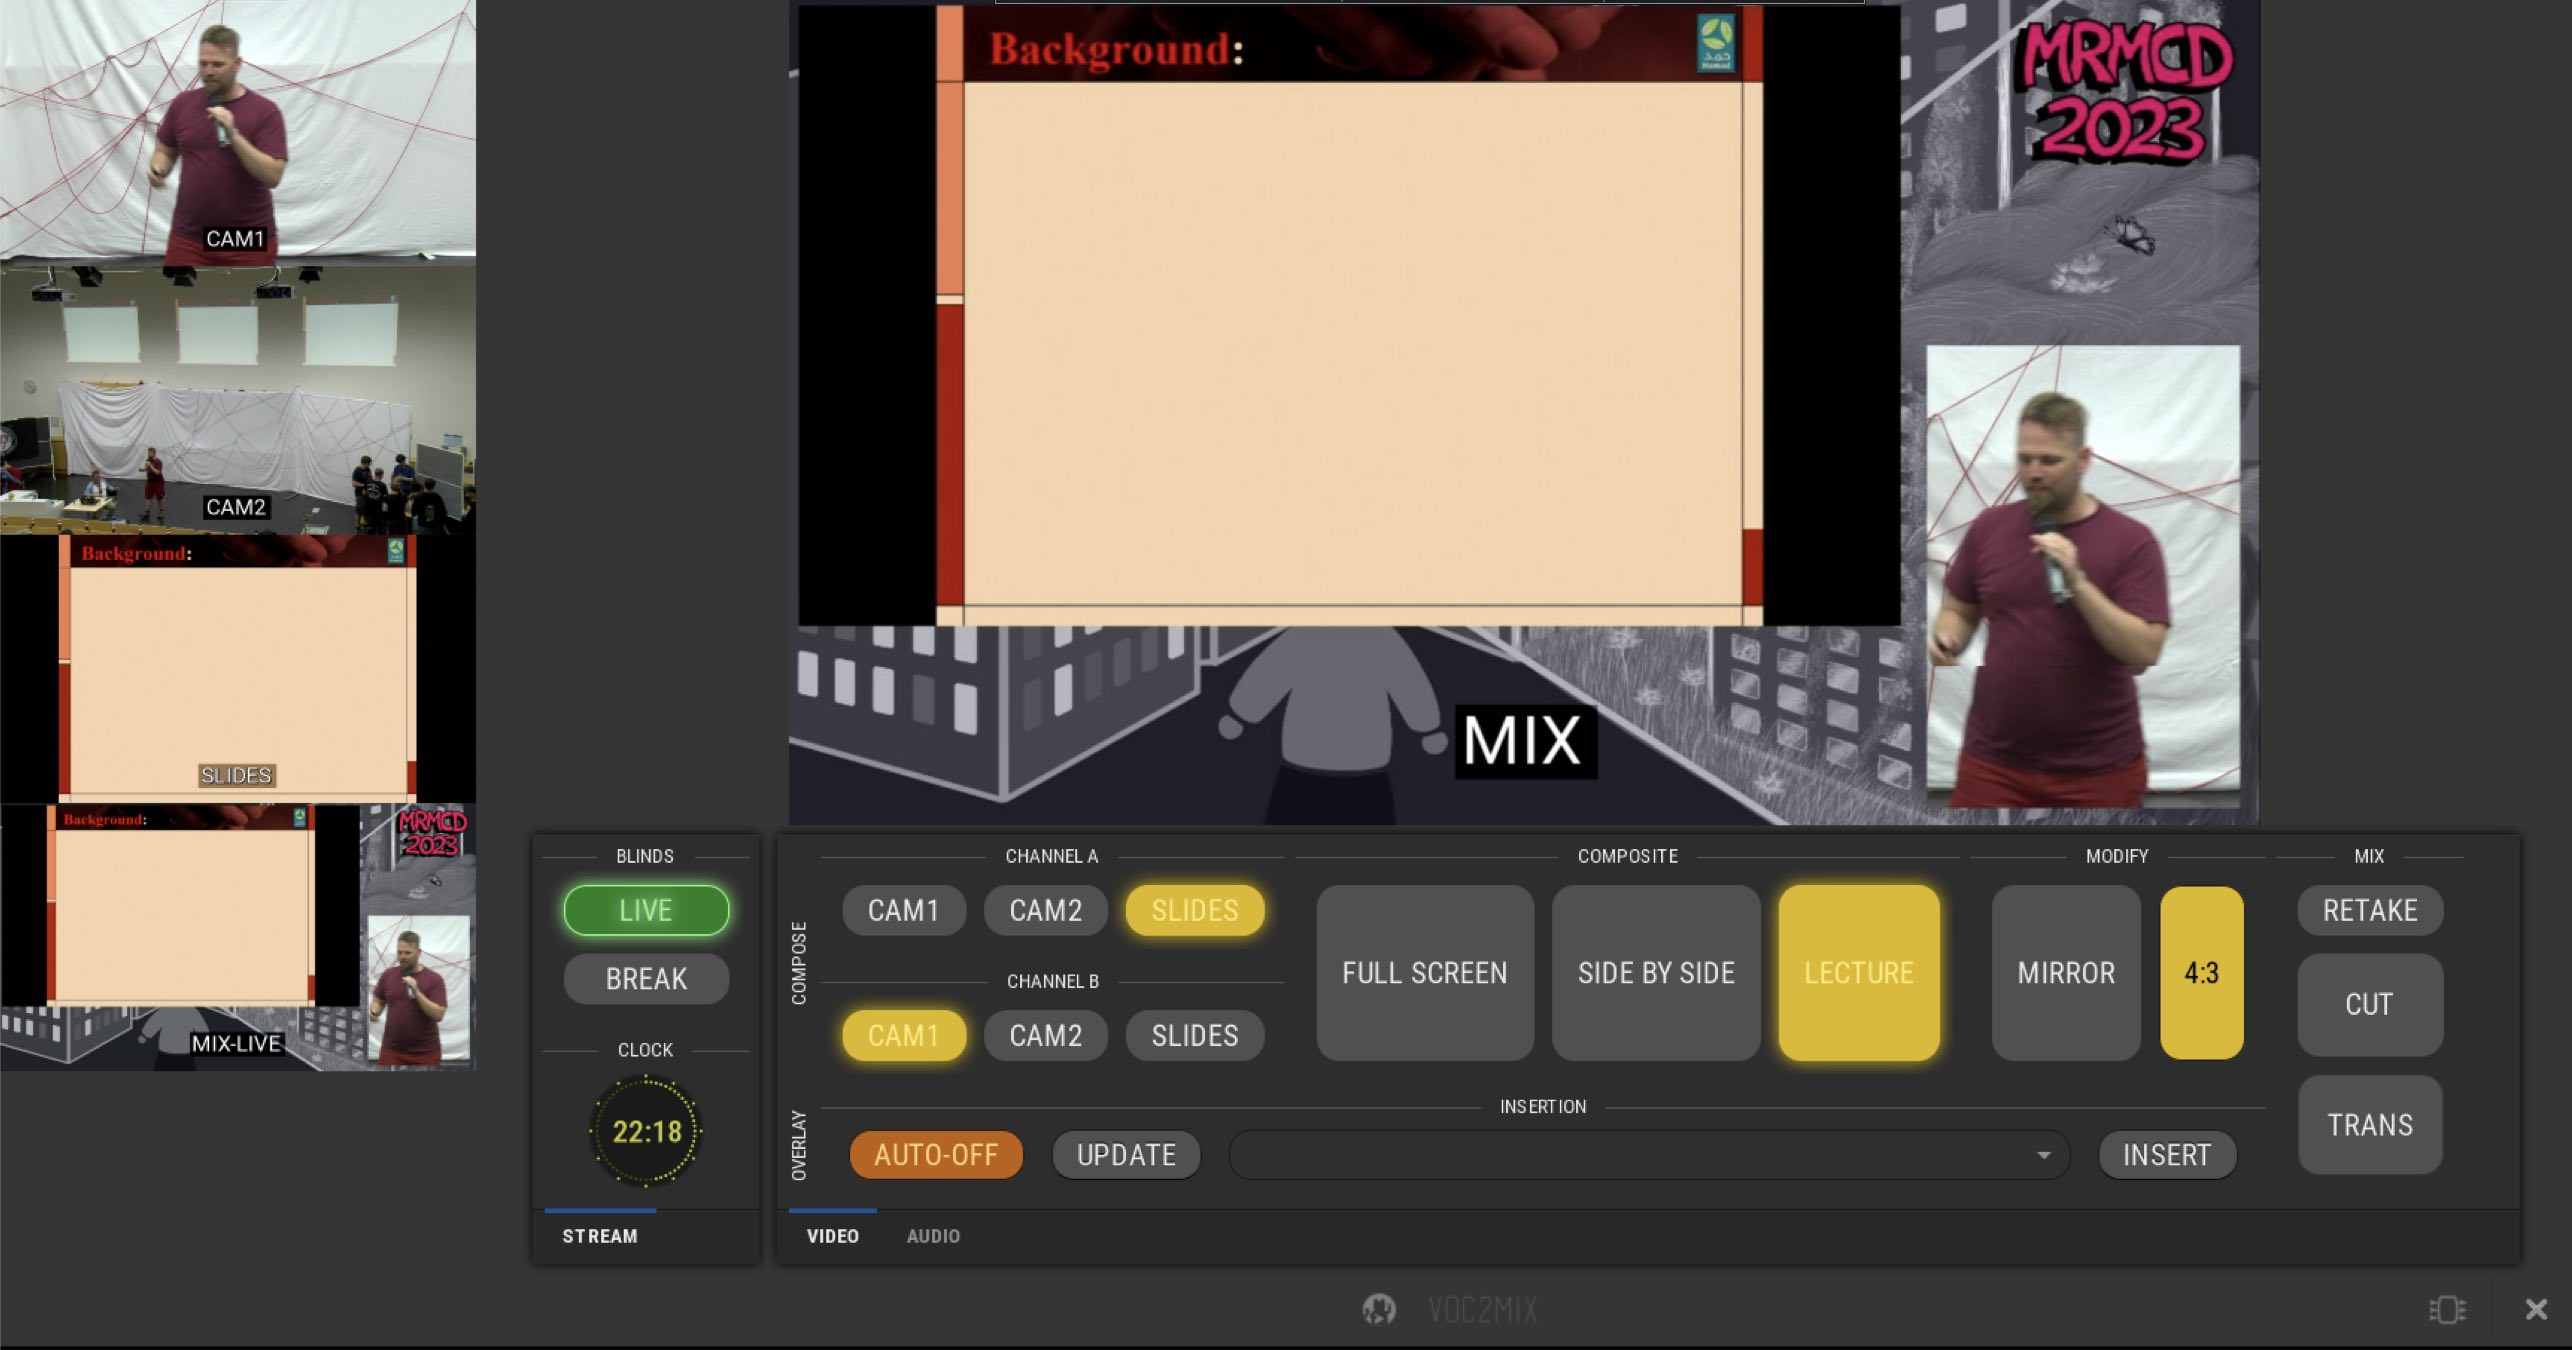 CAM1
CAM2
Background:
SLIDES
Background:
MRMCD
2023
MIX-LIVE
Background:
حمد
MRMCD
2023
MIX
BLINDS
LIVE
BREAK
CLOCK
22:18
STREAM
COMPOSE
CHANNEL A
CAM1 CAM2 SLIDES
CHANNEL B
CAM1 CAM2 SLIDES
COMPOSITE
FULL SCREEN SIDE BY SIDE LECTURE
MODIFY
MIRROR 4:3
MIX
RETAKE
CUT
TRANS
OVERLAY
INSERTION
AUTO-OFF UPDATE INSERT
VIDEO AUDIO
VOC2MIX